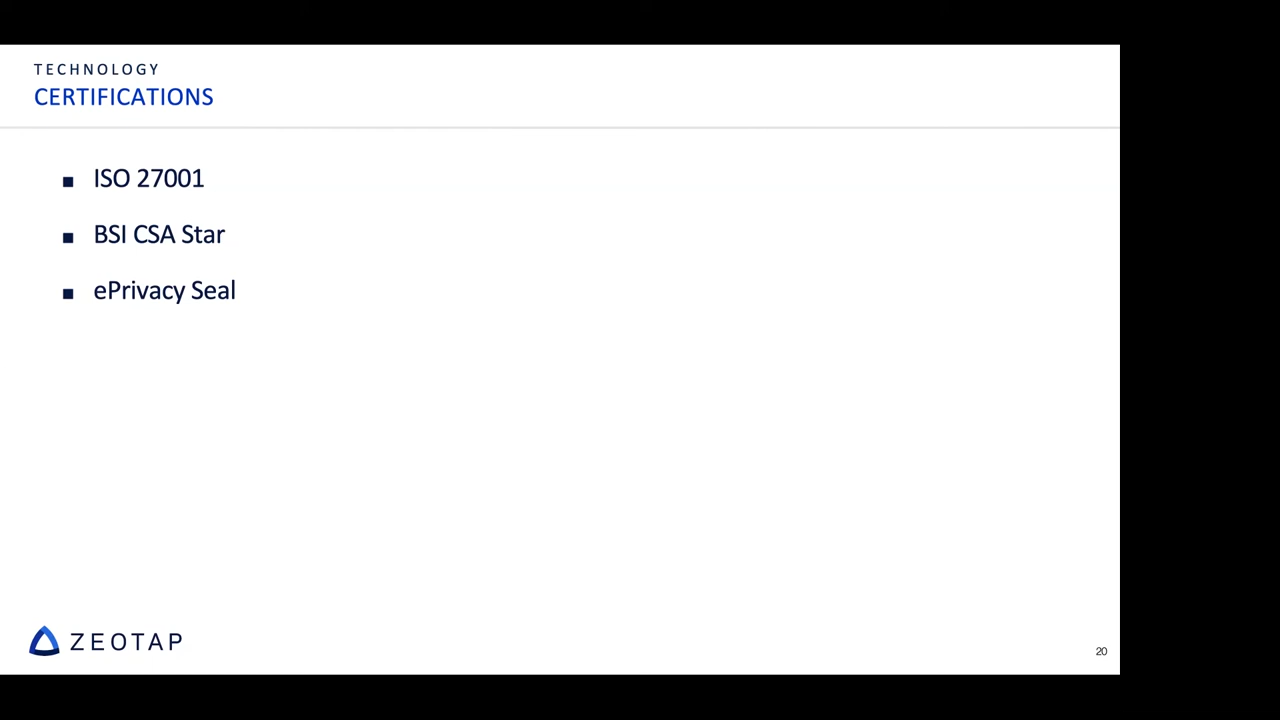 TECHNOLOGY
CERTIFICATIONS
■ ISO 27001
■ BSI CSA Star
■ ePrivacy Seal
ZEOTAP
20